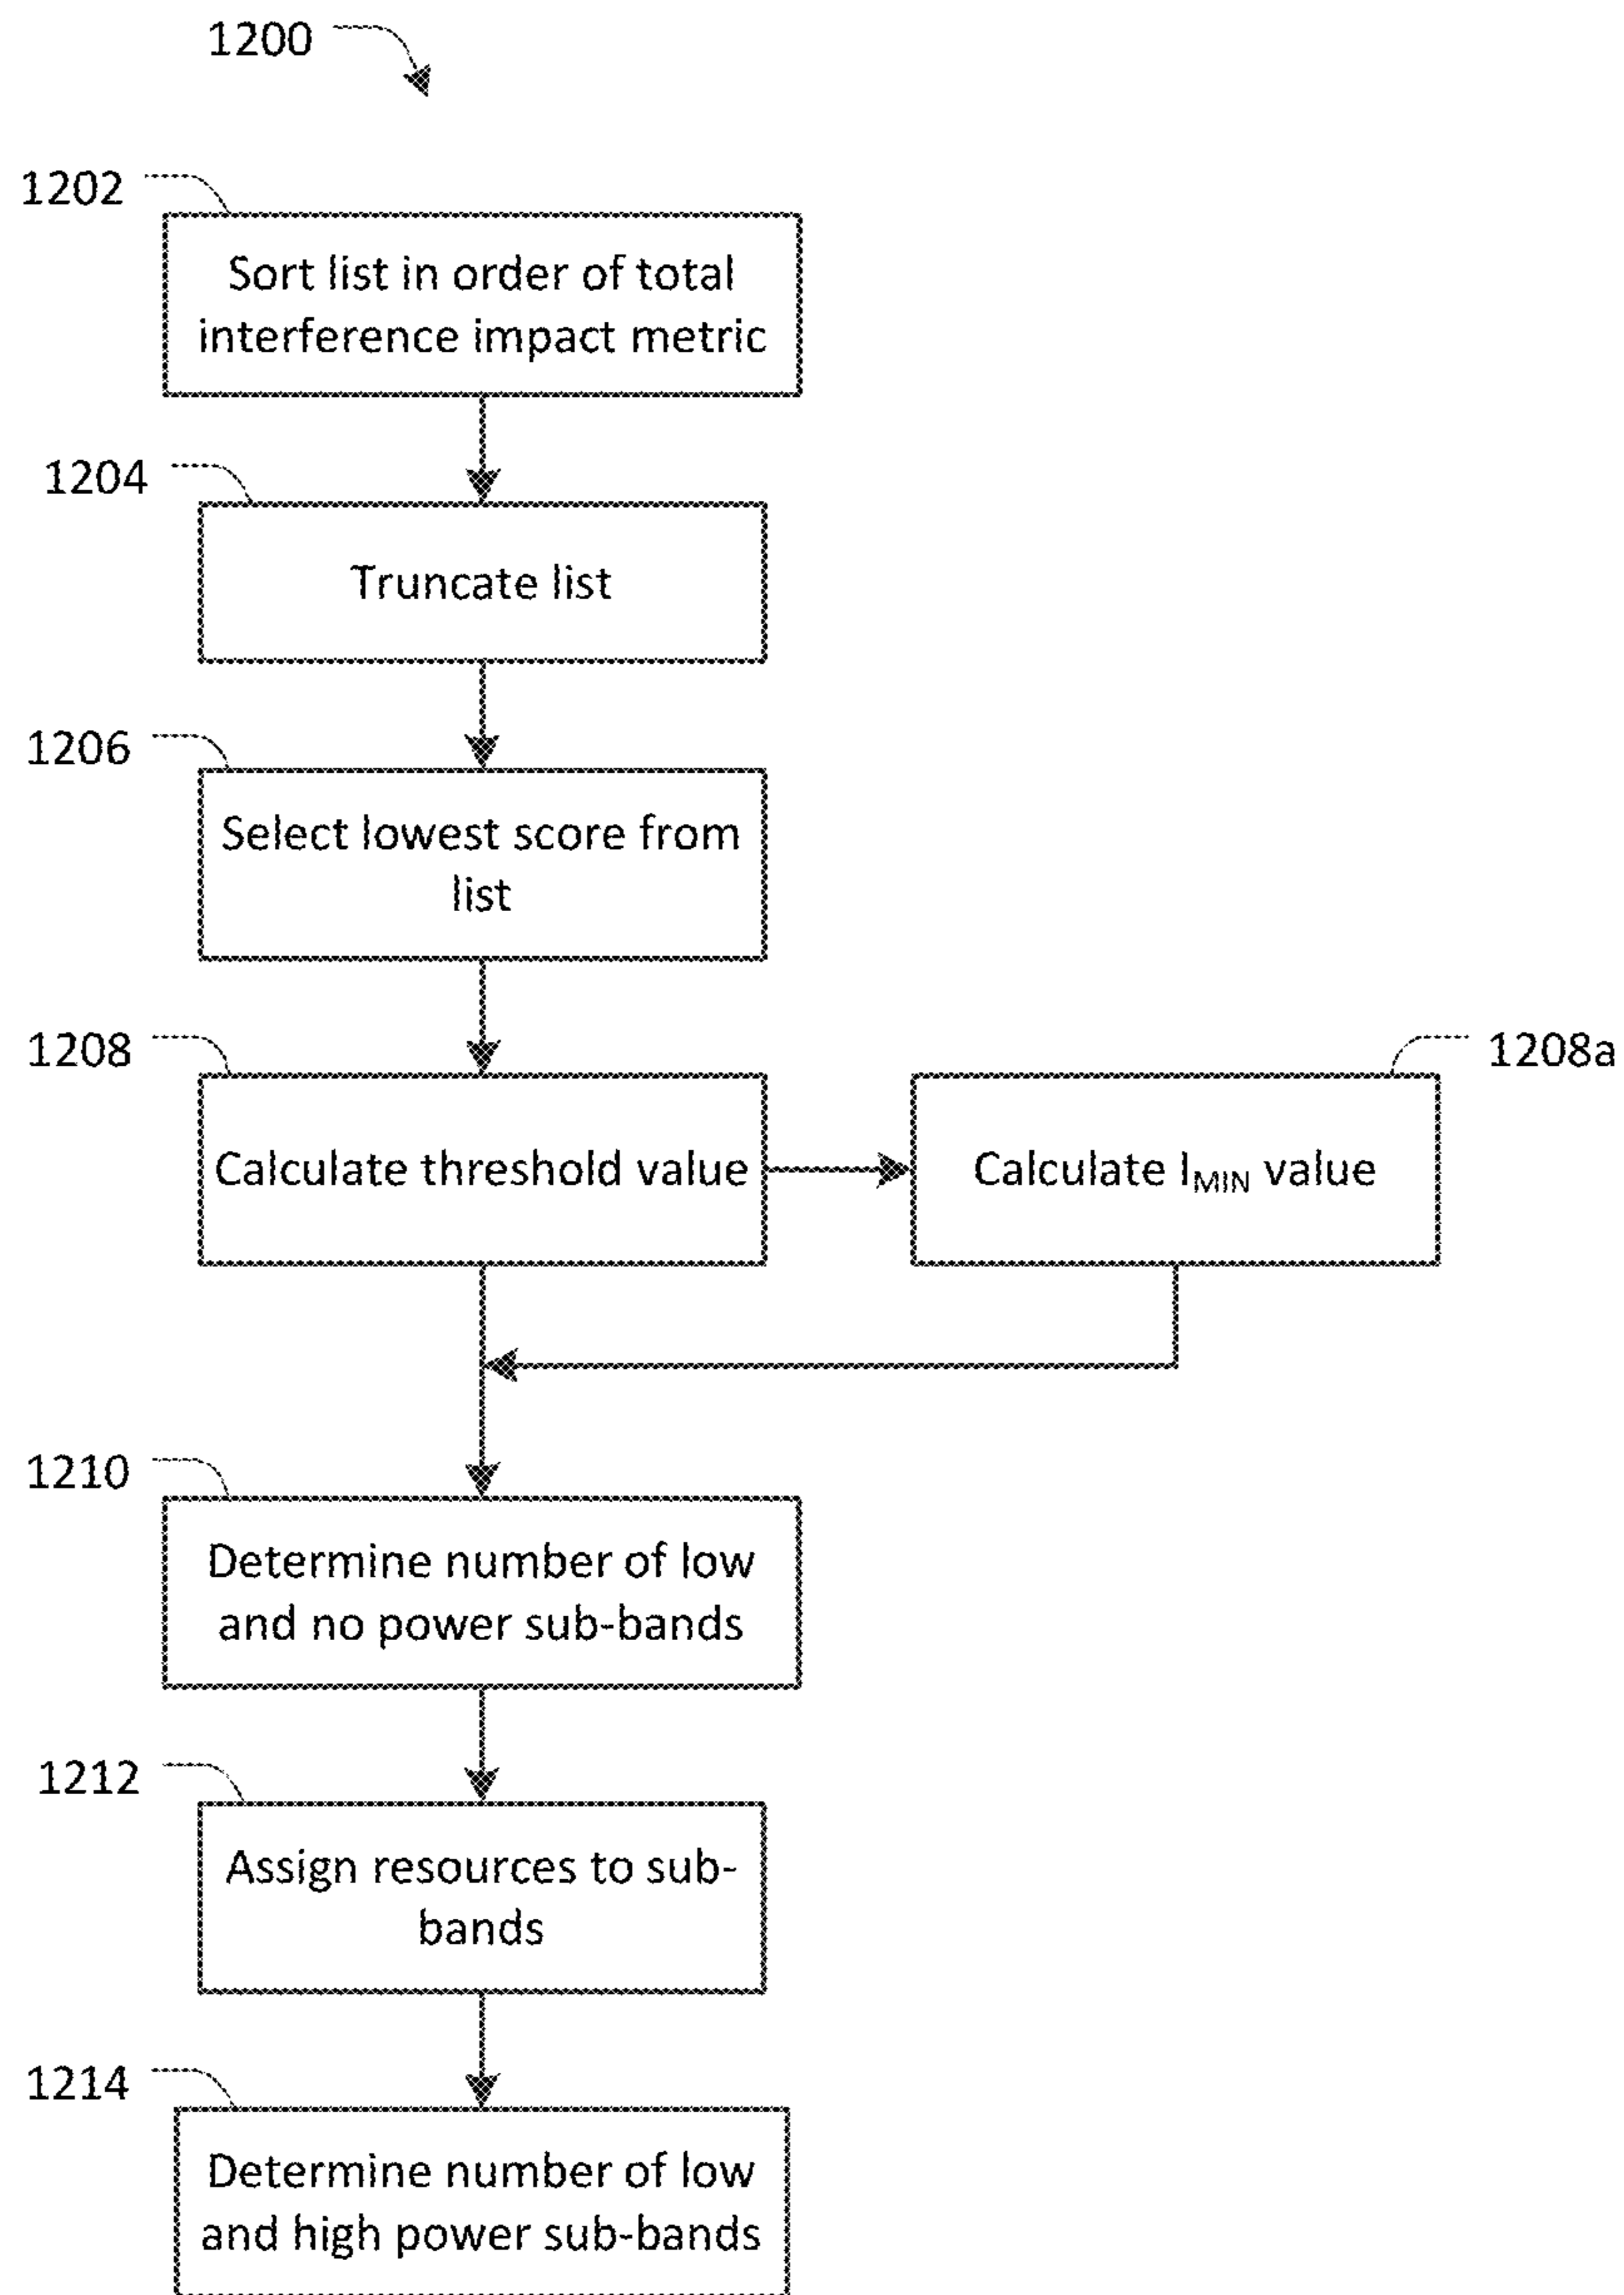 1200
1202
Sort list in order of total
interference impact metric
1204
Truncate list
1206
Select lowest score from
list
1208
1208a
Calculate threshold value
Calculate IMIN value
1210
Determine number of low
and no power sub-bands
1212
Assign resources to sub-
bands
1214
Determine number of low
and high power sub-bands